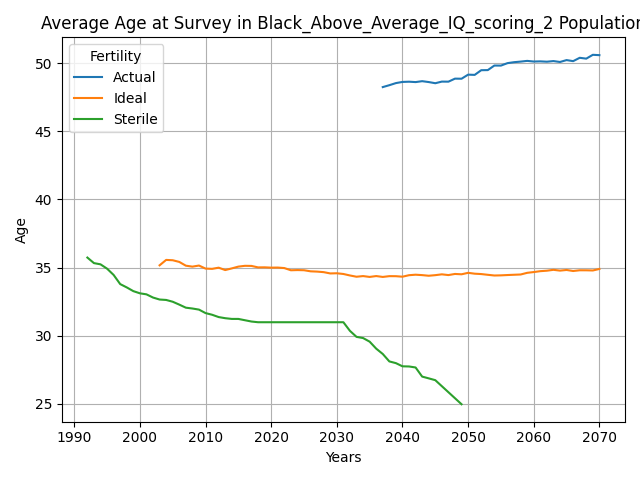 Average Age at Survey in Black_Above_Average_IQ_scoring_2 Population
Fertility
Actual
Ideal
Sterile
50
45
40
35
30
25
Age
1990 2000 2010 2020 2030 2040 2050 2060 2070
Years